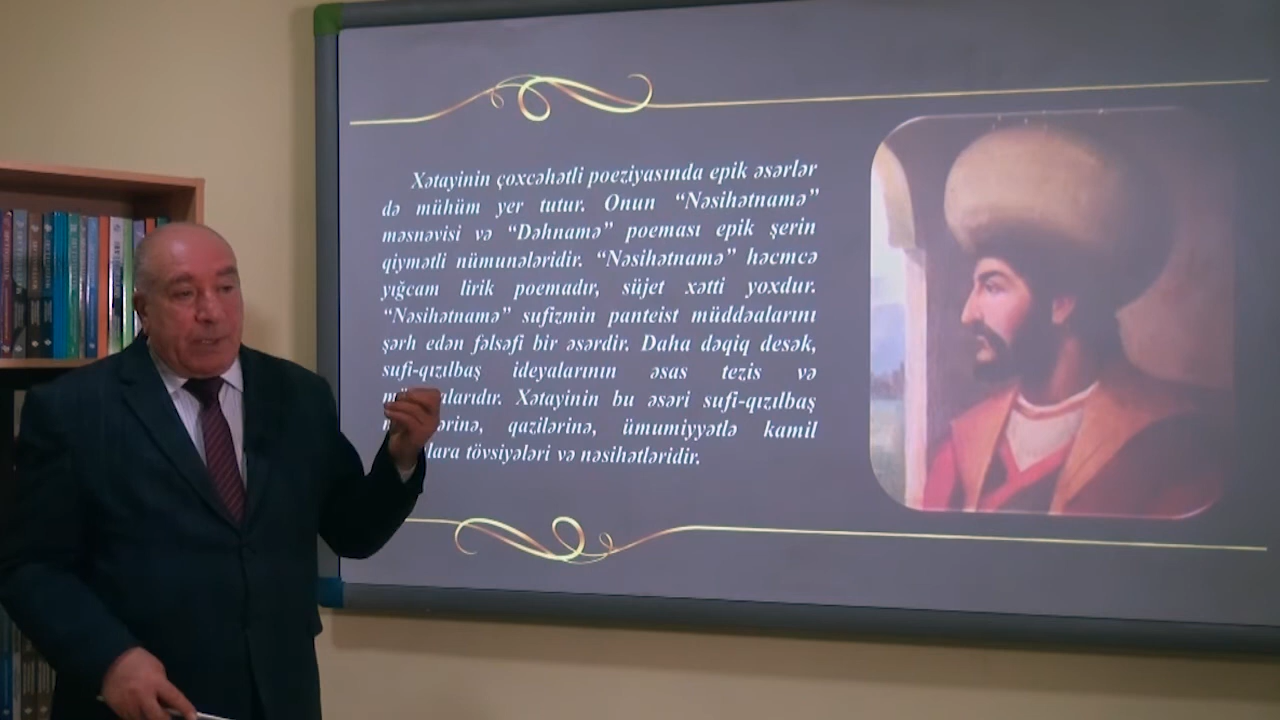 Xətayinin çoxcəhətli poeziyasında epik əsərlər
də mühüm yer tutur. Onun “Nəsihətnamə”
məsnəvisi və “Dəhnamə” poeması epik şerin
qiymətli nümunələridir. “Nəsihətnamə” həcmcə
yığcam lirik poemadır, süjet xətti yoxdur.
“Nəsihətnamə” sufizmin panteist müddəalarını
şərh edən fəlsəfi bir əsərdir. Daha dəqiq desək,
sufi-qızılbaş ideyalarının əsas tezis və
Xətayinin bu əsəri sufi-qızılbaş
qazilərinə, ümumiyyətlə kamil
tövsiyələri və nəsihətləridir.